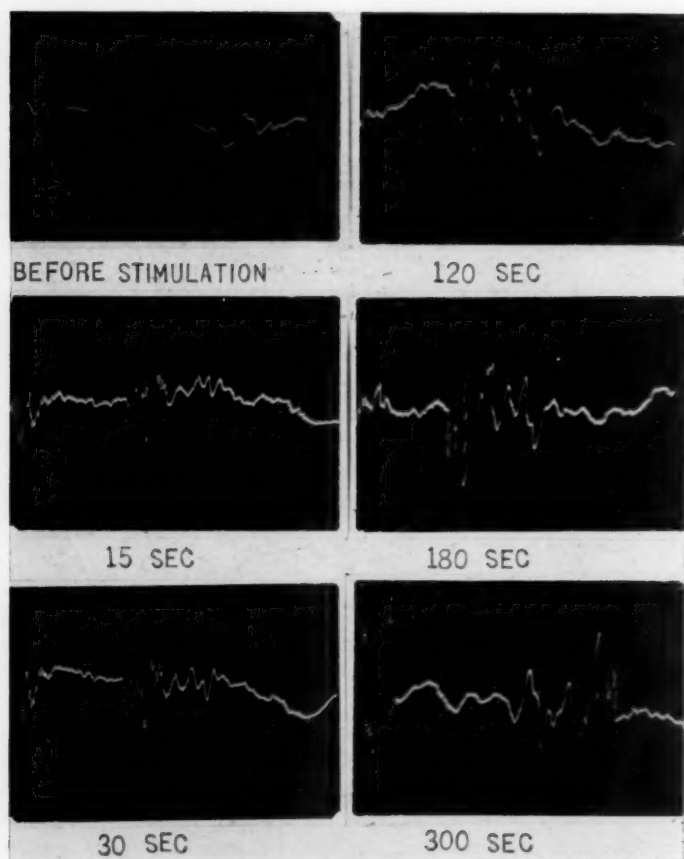 BEFORE STIMULATION
120 SEC
15 SEC
180 SEC
30 SEC
300 SEC